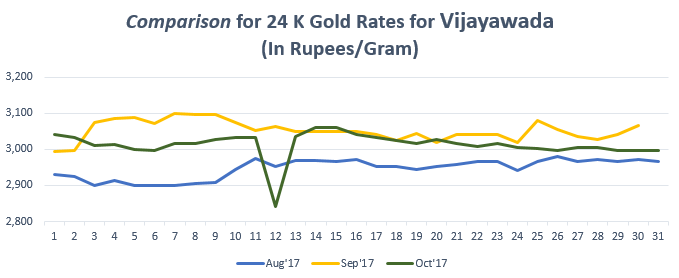 Comparison for 24 K Gold Rates for Vijayawada
(In Rupees/Gram)
3,200
3,100
3,000
2,900
2,800
1 2 3 4 5 6 7 8 9 10 11 12 13 14 15 16 17 18 19 20 21 22 23 24 25 26 27 28 29 30 31
Aug'17 Sep'17 Oct'17